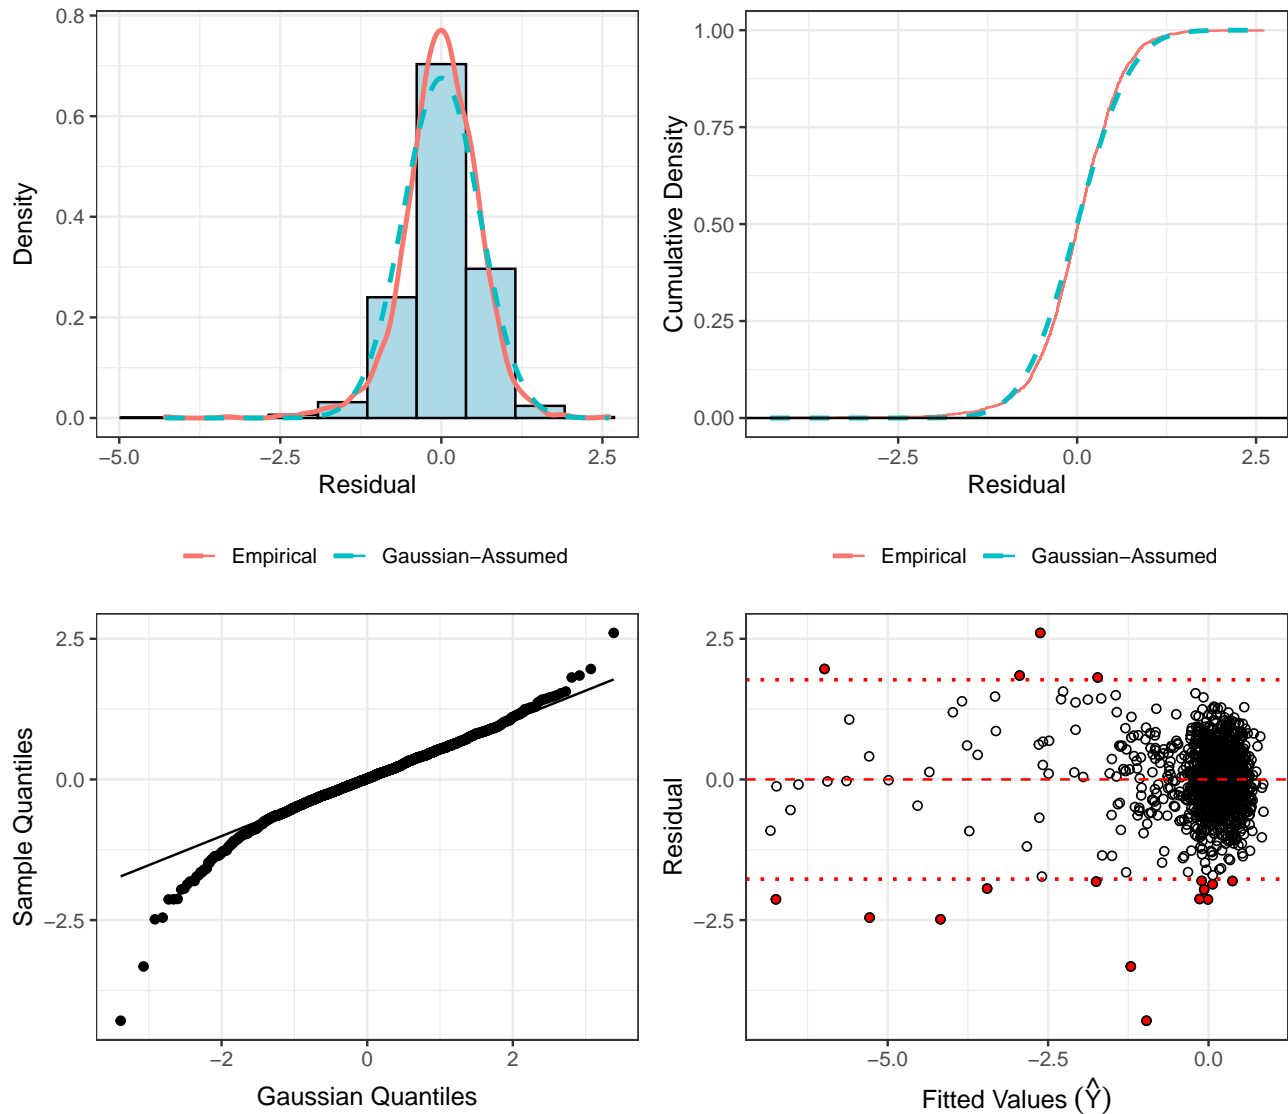 0.8
0.6
0.4
0.2
0.0
Density
−5.0 −2.5 0.0 2.5
Residual
Empirical Gaussian−Assumed
1.00
0.75
0.50
0.25
0.00
Cumulative Density
−2.5 0.0 2.5
Residual
Empirical Gaussian−Assumed
2.5
0.0
−2.5
Sample Quantiles
−2 0 2
Gaussian Quantiles
2.5
0.0
−2.5
Residual
−5.0 −2.5 0.0
Fitted Values (Ŷ)